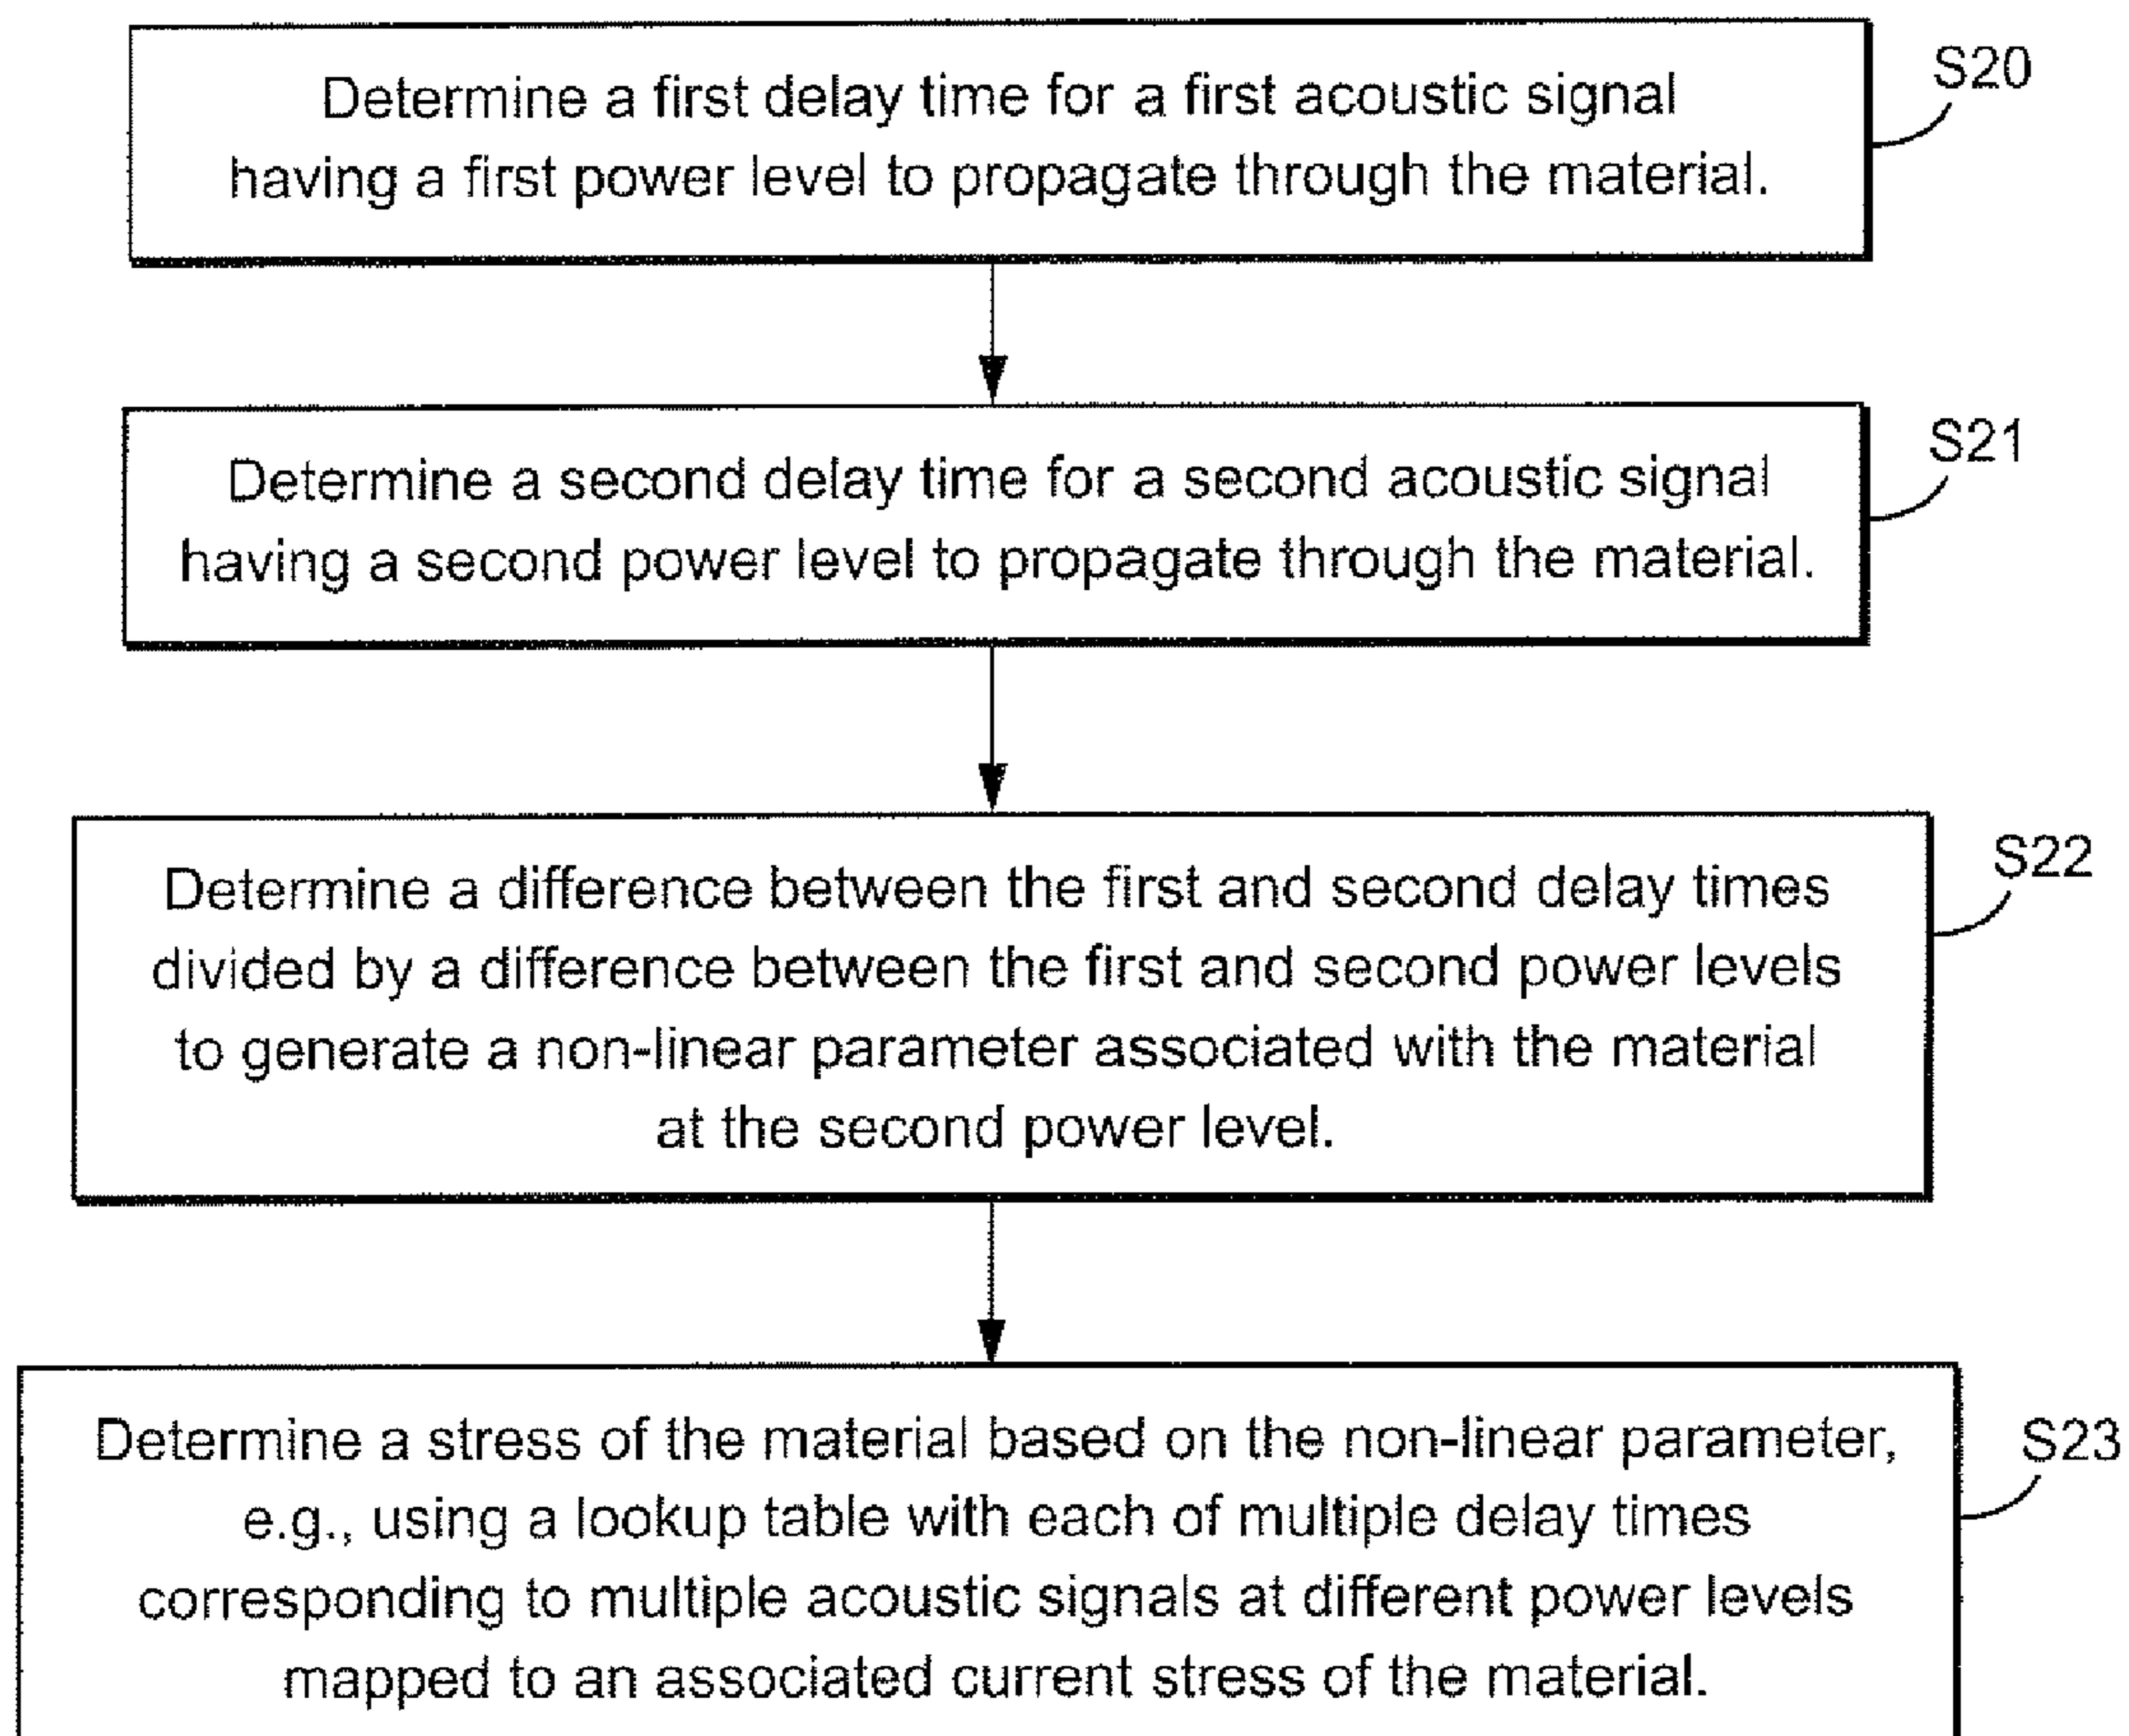 Determine a first delay time for a first acoustic signal
having a first power level to propagate through the material.
S20
Determine a second delay time for a second acoustic signal
having a second power level to propagate through the material.
S21
Determine a difference between the first and second delay times
divided by a difference between the first and second power levels
to generate a non-linear parameter associated with the material
at the second power level.
S22
Determine a stress of the material based on the non-linear parameter,
e.g., using a lookup table with each of multiple delay times
corresponding to multiple acoustic signals at different power levels
mapped to an associated current stress of the material.
S23